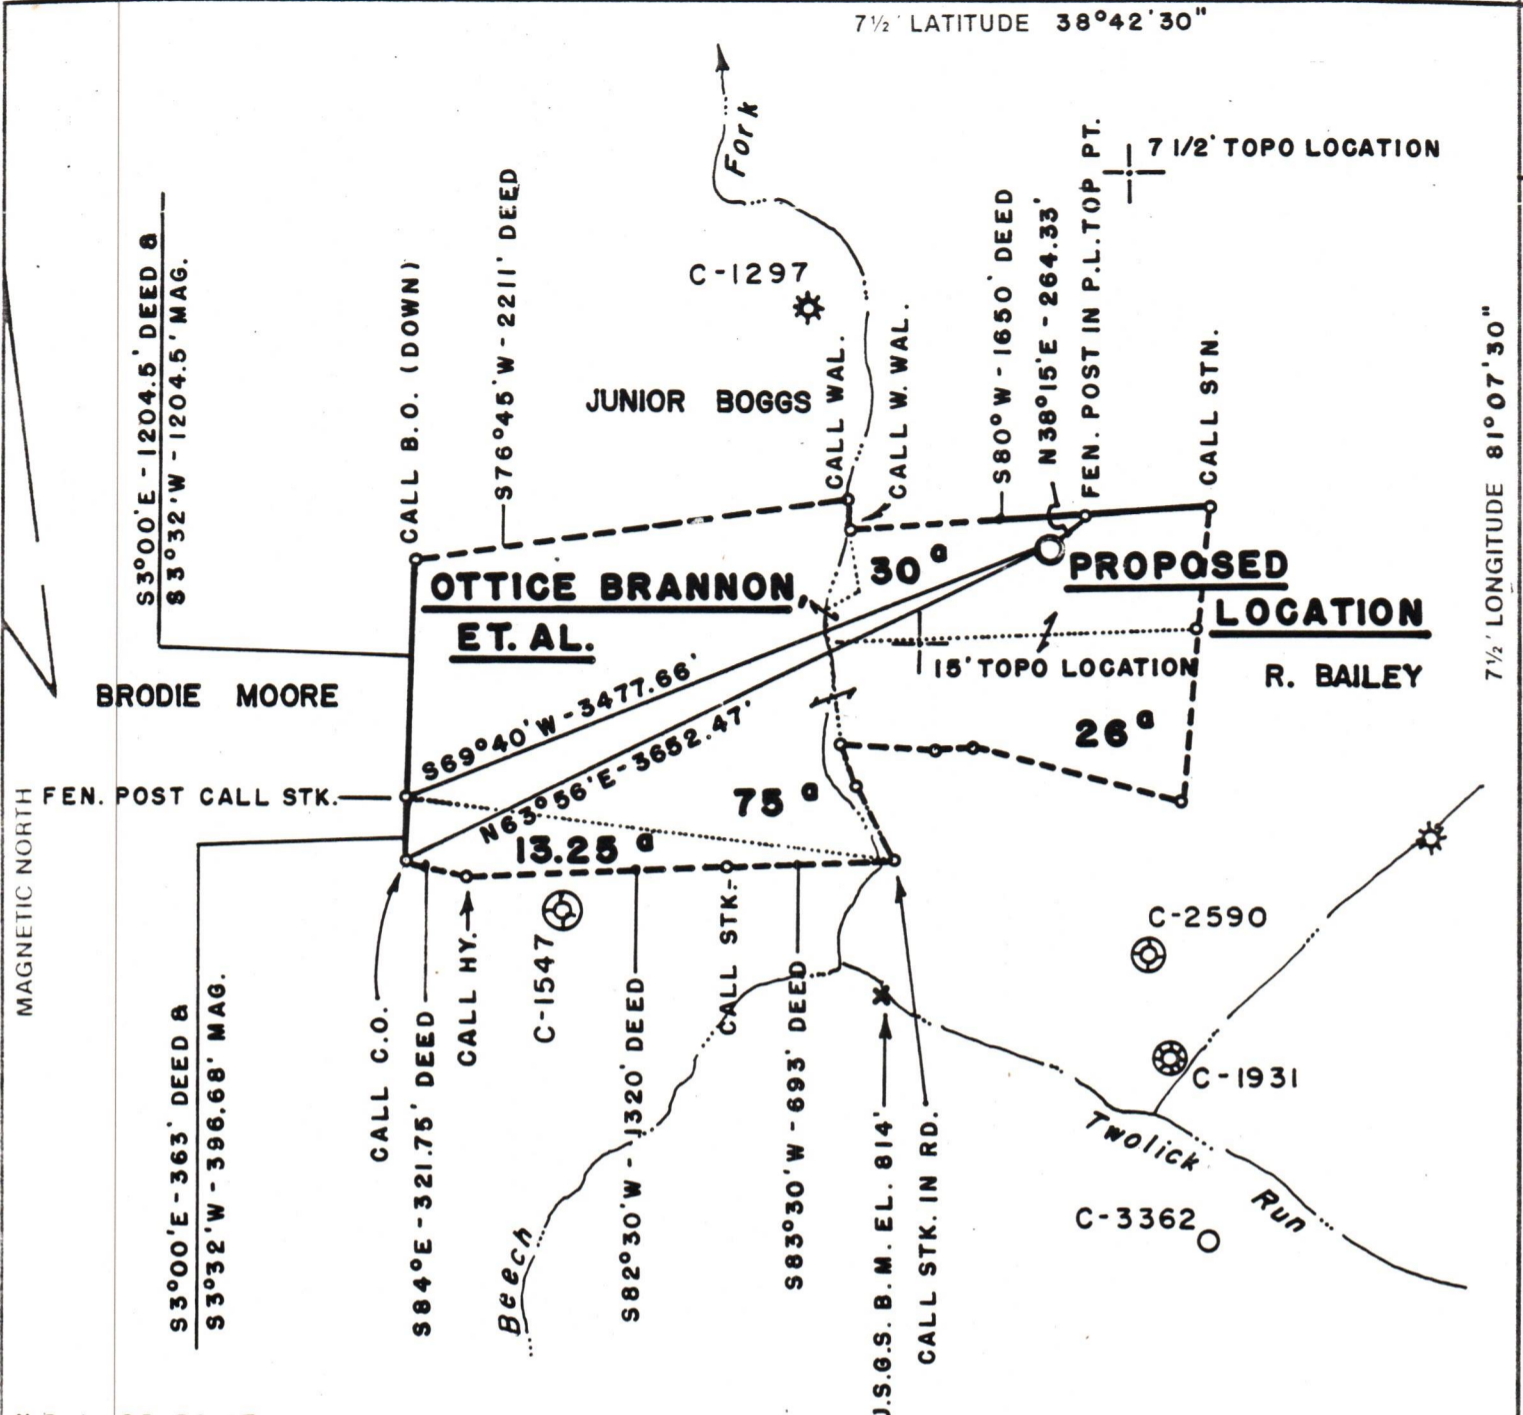 7½' LATITUDE 38°42'30"
Fork
7 1/2' TOPO LOCATION
C-1297
S3°00'E-1204.5' DEED &
S3°32'W-1204.5' MAG.
CALL B.O. (DOWN)
S76°45'W-2211' DEED
JUNIOR BOGGS
CALL WAL.
CALL W. WAL.
S80°W-1650' DEED
N38°15'E-264.33'
FEN. POST IN P.L. TOP PT.
CALL STN.
7½' LONGITUDE 81°07'30"
30 a
OTTICE BRANNON,
ET. AL.
PROPOSED
LOCATION
15' TOPO LOCATION
BRODIE MOORE
R. BAILEY
S69°40'W-3477.66'
N63°56'E-3652.47'
26 a
75 a
13.25 a
FEN. POST CALL STK.
MAGNETIC NORTH
C-2590
C-1547
C-1931
S3°00'E-363' DEED &
S3°32'W-396.68' MAG.
CALL C.O.
S84°E-321.75' DEED
CALL HY.
S82°30'W-1320' DEED
CALL STK.
S83°30'W-693' DEED
U.S.G.S. B.M. EL. 814'
CALL STK. IN RD.
Twolick
Run
C-3362
Beech